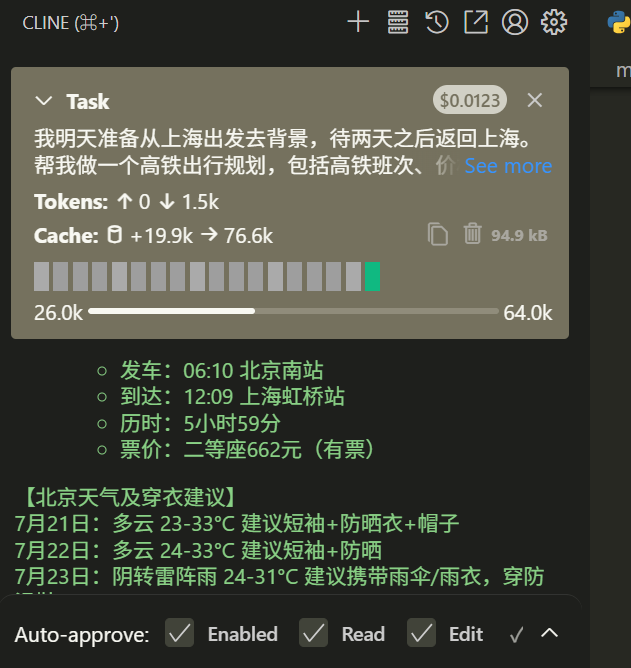 CLINE (⌘+')
Task
$0.0123
我明天准备从上海出发去背景，待两天之后返回上海。
帮我做一个高铁出行规划，包括高铁班次、价 See more
Tokens: ↑ 0 ↓ 1.5k
Cache: +19.9k → 76.6k
94.9 kB
26.0k
64.0k
m
发车：06:10 北京南站
到达：12:09 上海虹桥站
历时：5小时59分
票价：二等座662元（有票）
【北京天气及穿衣建议】
7月21日：多云 23-33°C 建议短袖+防晒衣+帽子
7月22日：多云 24-33°C 建议短袖+防晒
7月23日：阴转雷阵雨 24-31°C 建议携带雨伞/雨衣，穿防
Auto-approve: Enabled Read Edit